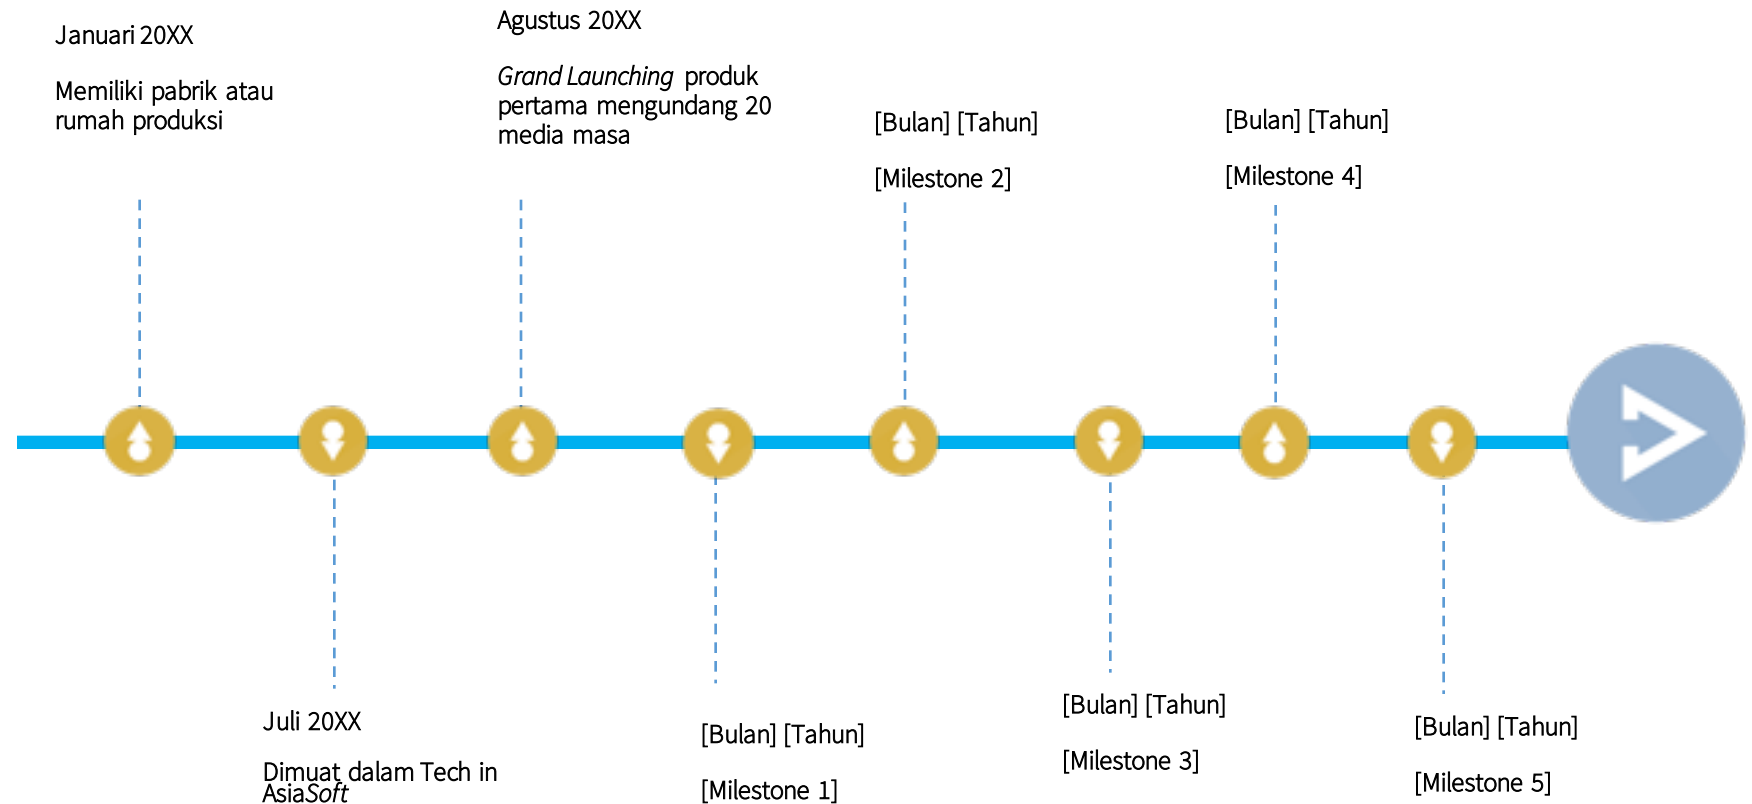 Januari 20XX
Memiliki pabrik atau
rumah produksi
Agustus 20XX
Grand Launching produk
pertama mengundang 20
media masa
[Bulan] [Tahun]
[Milestone 2]
[Bulan] [Tahun]
[Milestone 4]
Juli 20XX
Dimuat dalam Tech in
AsiaSoft
[Bulan] [Tahun]
[Milestone 1]
[Bulan] [Tahun]
[Milestone 3]
[Bulan] [Tahun]
[Milestone 5]